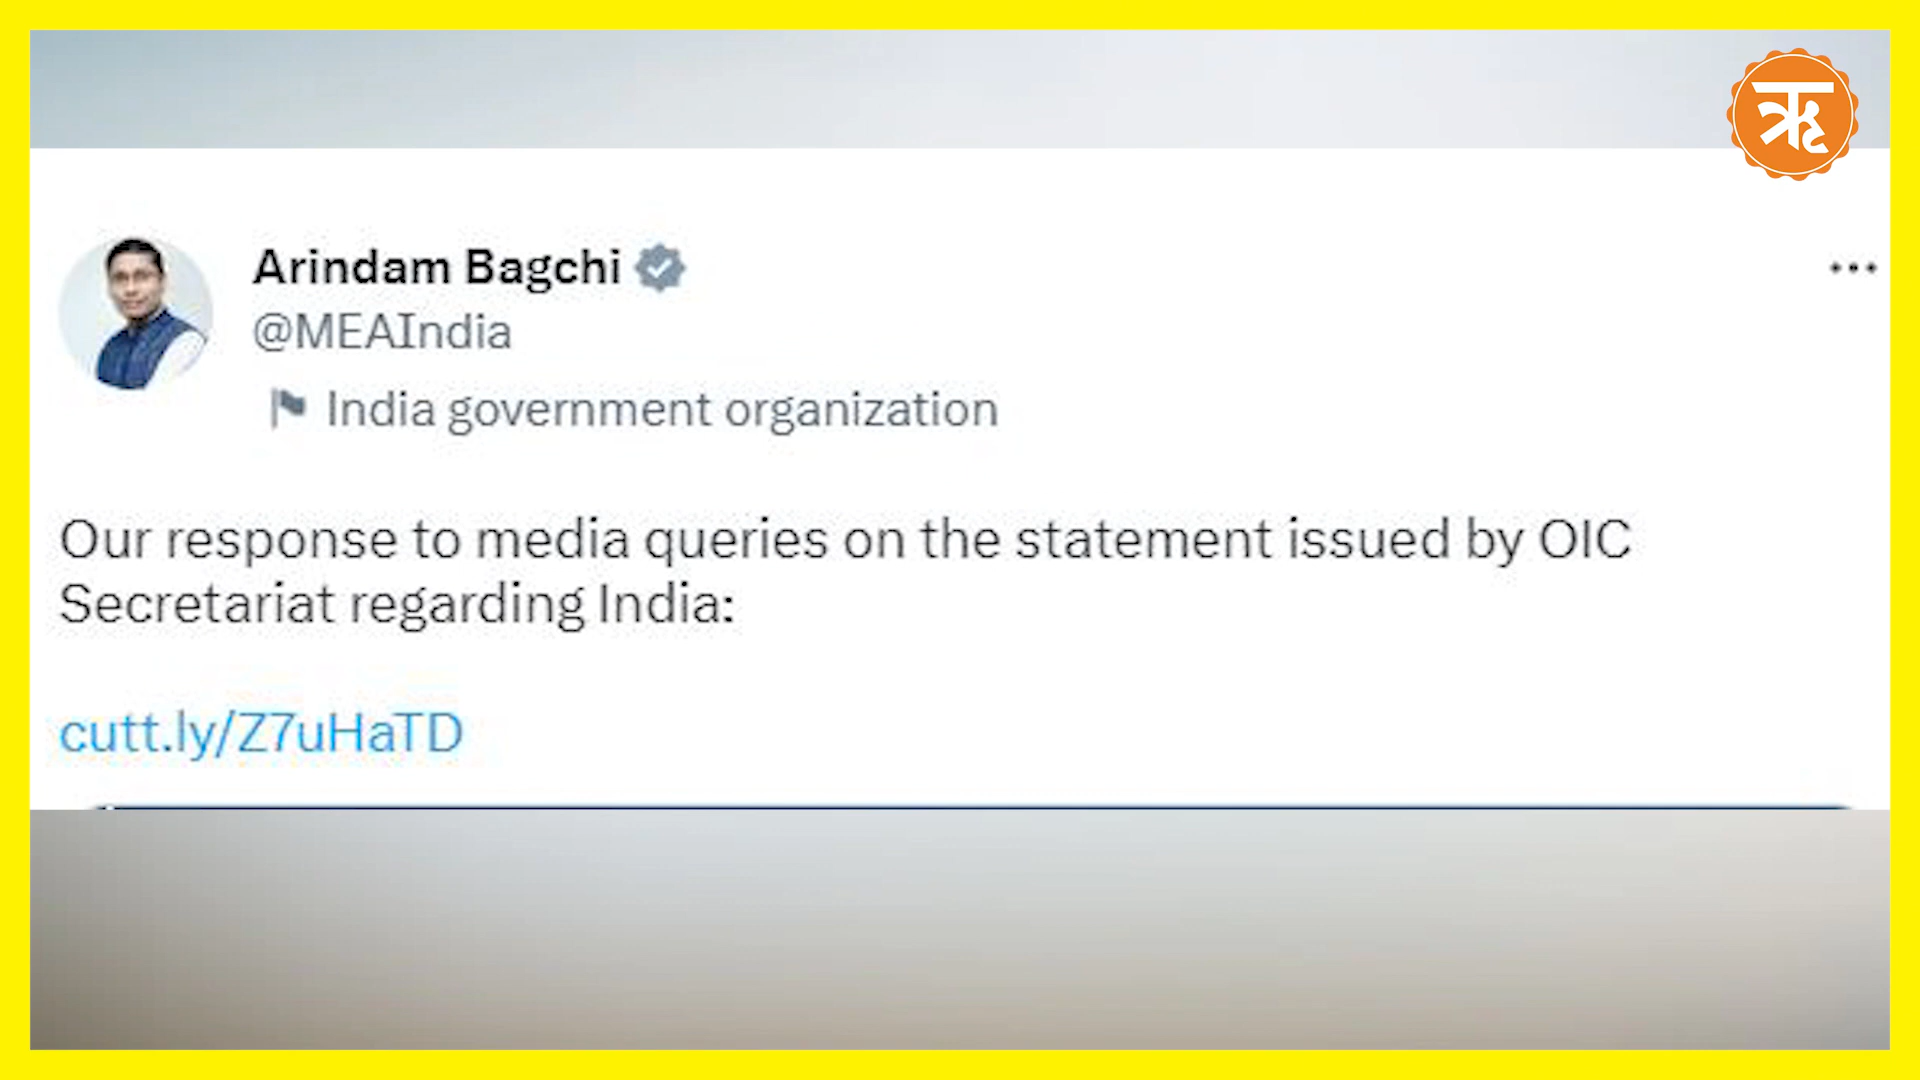 ऋ
Arindam Bagchi
@MEAIndia
India government organization
Our response to media queries on the statement issued by OIC
Secretariat regarding India:
cutt.ly/Z7uHaTD